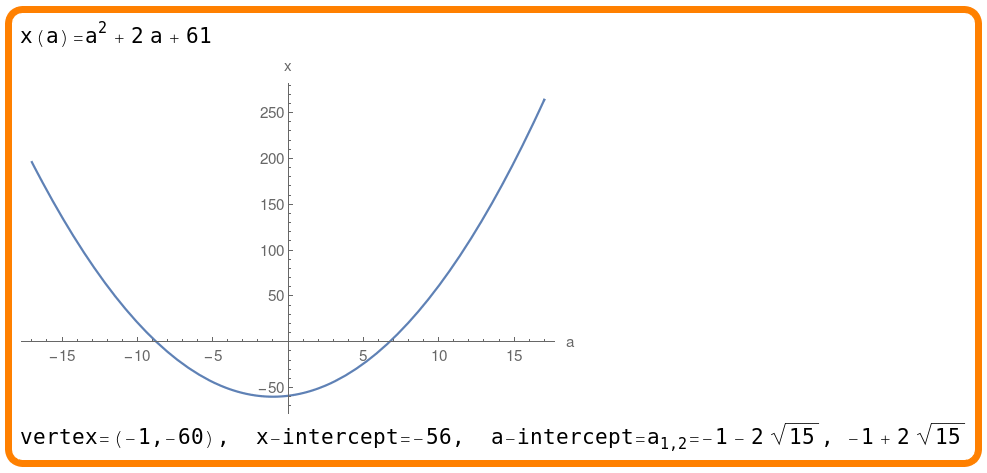 x(a)=a² + 2 a + 61
x
250
200
150
100
50
−15 −10 −5 5 10 15 a
−50
vertex=(−1,−60), x−intercept=−56, a−intercept=a₁,₂=−1 − 2 √15, −1 + 2 √15